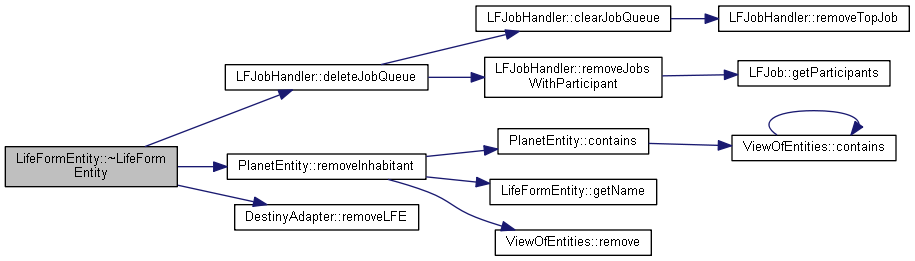 LFJobHandler::clearJobQueue
LFJobHandler::removeTopJob
LFJobHandler::deleteJobQueue
LFJobHandler::removeJobs
WithParticipant
LFJob::getParticipants
LifeFormEntity::~LifeForm
Entity
PlanetEntity::removeInhabitant
PlanetEntity::contains
ViewOfEntities::contains
LifeFormEntity::getName
DestinyAdapter::removeLFE
ViewOfEntities::remove